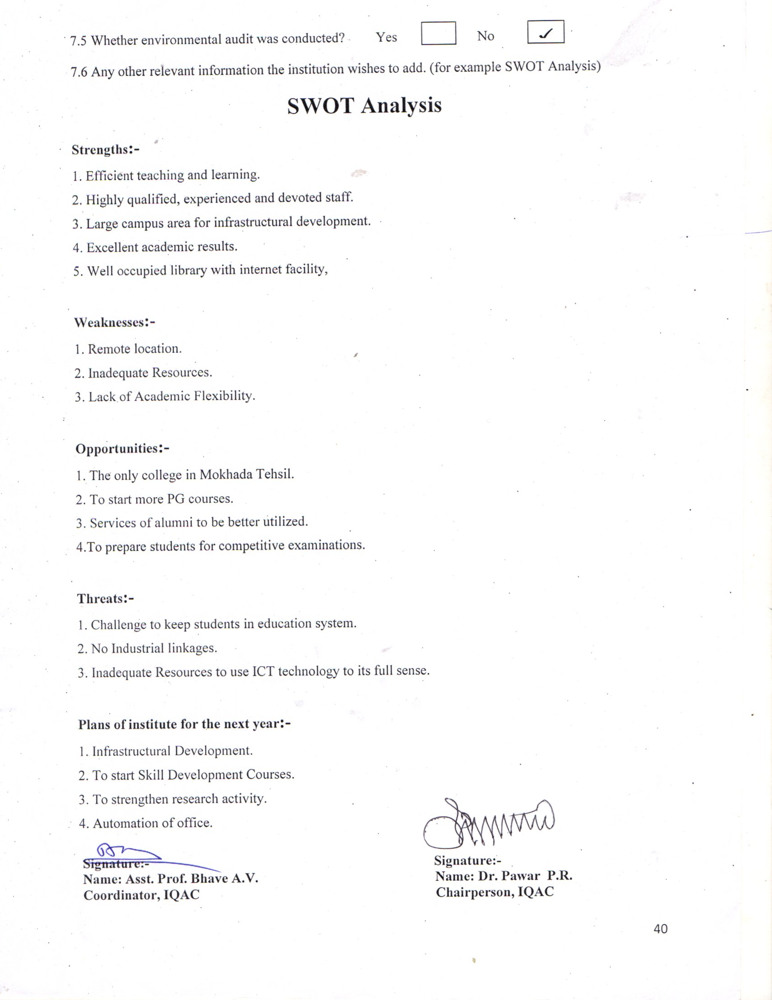 7.5 Whether environmental audit was conducted? Yes No ✓
7.6 Any other relevant information the institution wishes to add. (for example SWOT Analysis)
SWOT Analysis
Strengths:-
1. Efficient teaching and learning.
2. Highly qualified, experienced and devoted staff.
3. Large campus area for infrastructural development.
4. Excellent academic results.
5. Well occupied library with internet facility,
Weaknesses:-
1. Remote location.
2. Inadequate Resources.
3. Lack of Academic Flexibility.
Opportunities:-
1. The only college in Mokhada Tehsil.
2. To start more PG courses.
3. Services of alumni to be better utilized.
4.To prepare students for competitive examinations.
Threats:-
1. Challenge to keep students in education system.
2. No Industrial linkages.
3. Inadequate Resources to use ICT technology to its full sense.
Plans of institute for the next year:-
1. Infrastructural Development.
2. To start Skill Development Courses.
3. To strengthen research activity.
4. Automation of office.
Signature:-
Name: Asst. Prof. Bhave A.V.
Coordinator, IQAC
Signature:-
Name: Dr. Pawar P.R.
Chairperson, IQAC
40